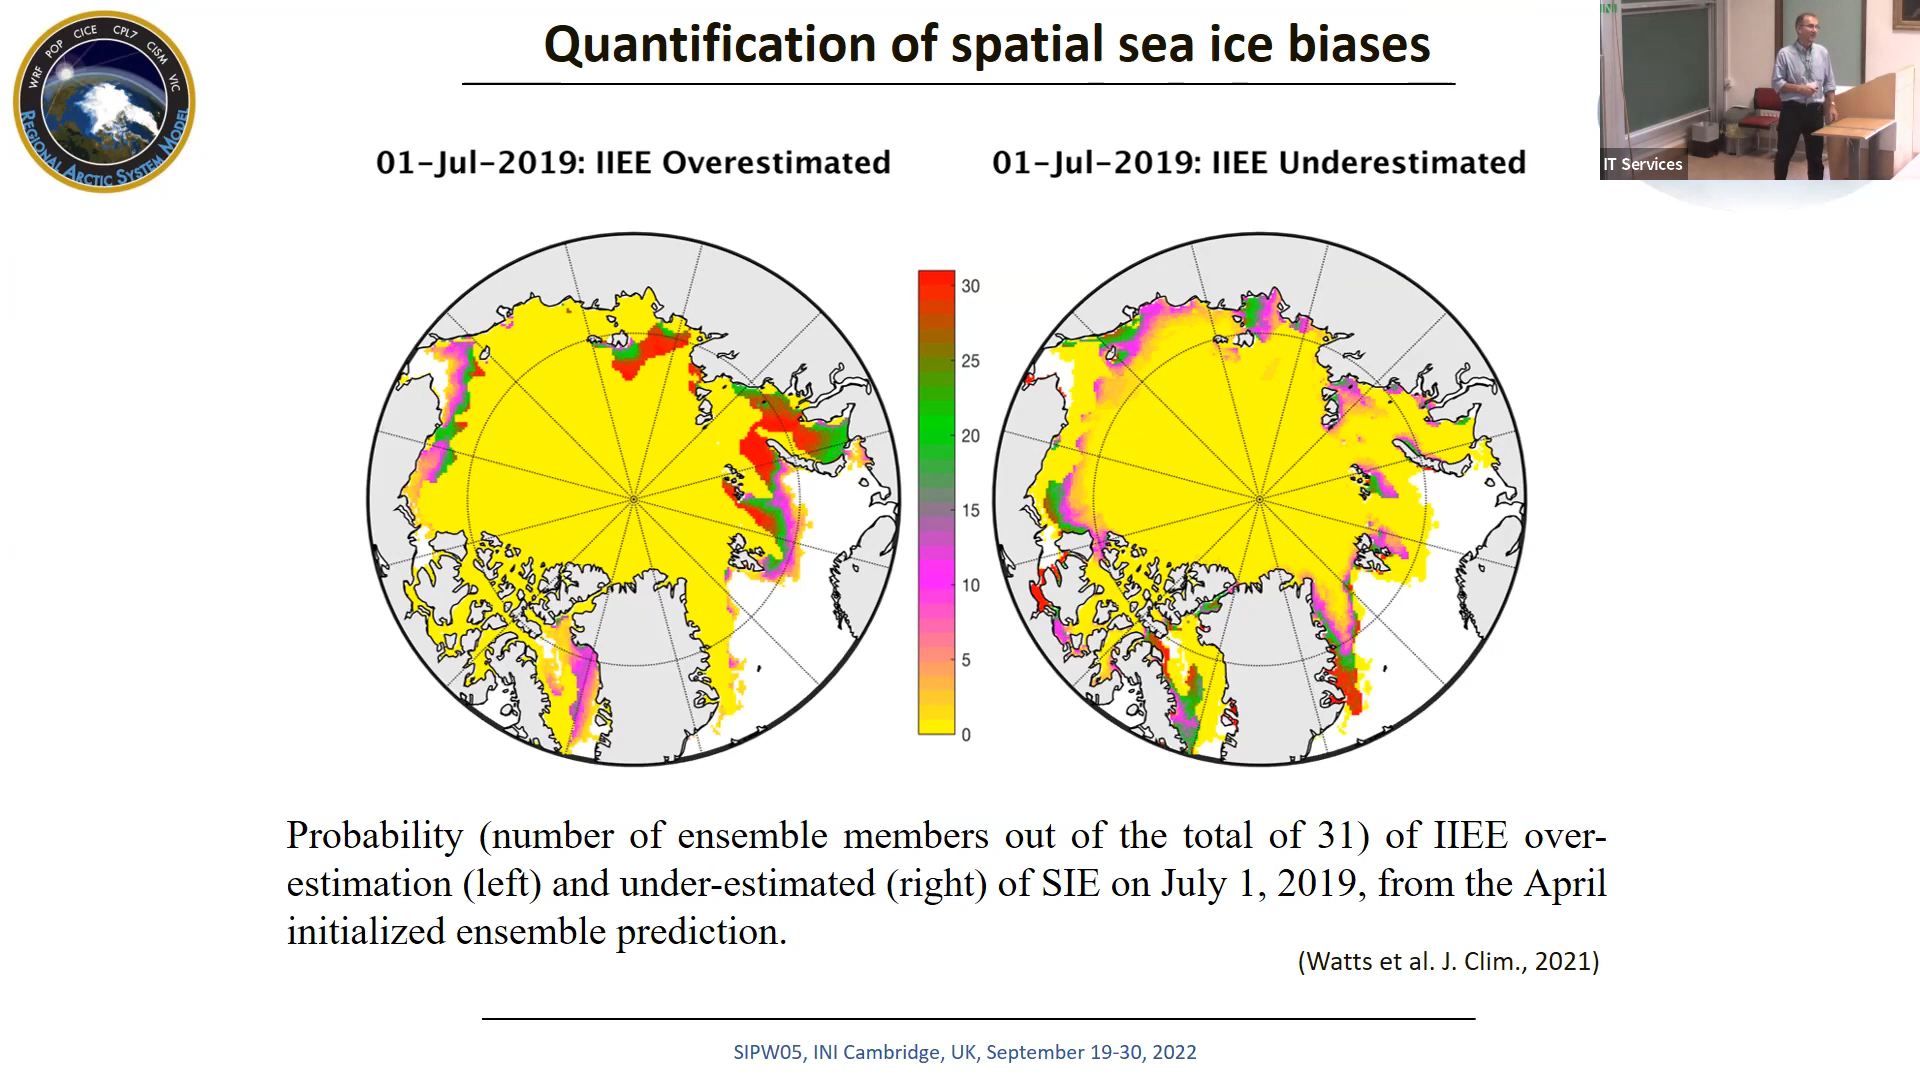 Quantification of spatial sea ice biases
WRF POP CICE CPL7 CISM VIC
REGIONAL ARCTIC SYSTEM MODEL
INI
IT Services
01-Jul-2019: IIEE Overestimated
01-Jul-2019: IIEE Underestimated
30
25
20
15
10
5
0
Probability (number of ensemble members out of the total of 31) of IIEE over-
estimation (left) and under-estimated (right) of SIE on July 1, 2019, from the April
initialized ensemble prediction.
(Watts et al. J. Clim., 2021)
SIPW05, INI Cambridge, UK, September 19-30, 2022